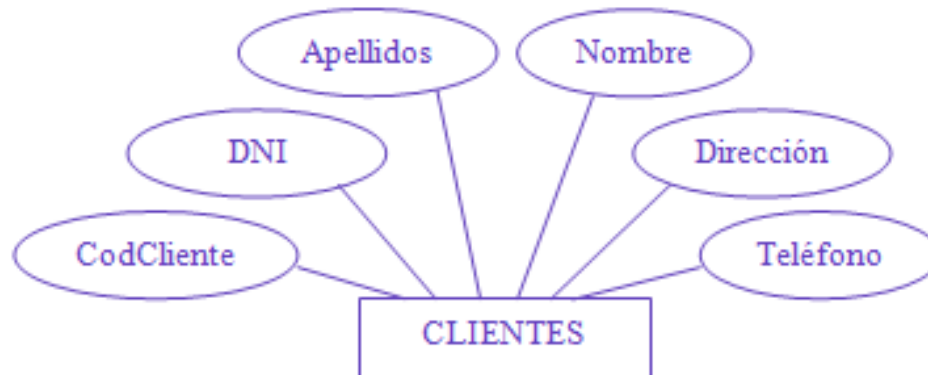 Apellidos
Nombre
DNI
Dirección
CodCliente
Teléfono
CLIENTES